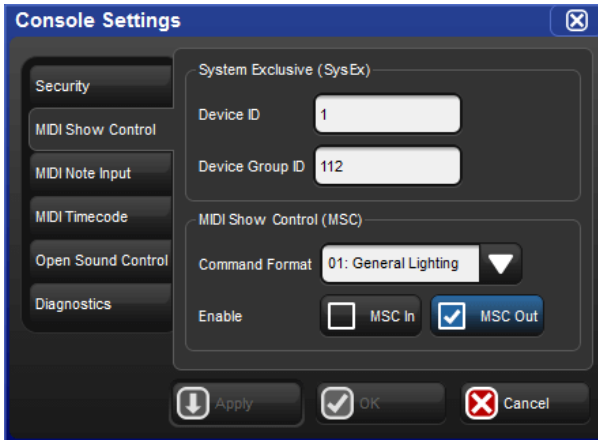 Console Settings
Security
MIDI Show Control
MIDI Note Input
MIDI Timecode
Open Sound Control
Diagnostics
System Exclusive (SysEx)
Device ID 1
Device Group ID 112
MIDI Show Control (MSC)
Command Format 01: General Lighting
Enable MSC In MSC Out
Apply OK Cancel